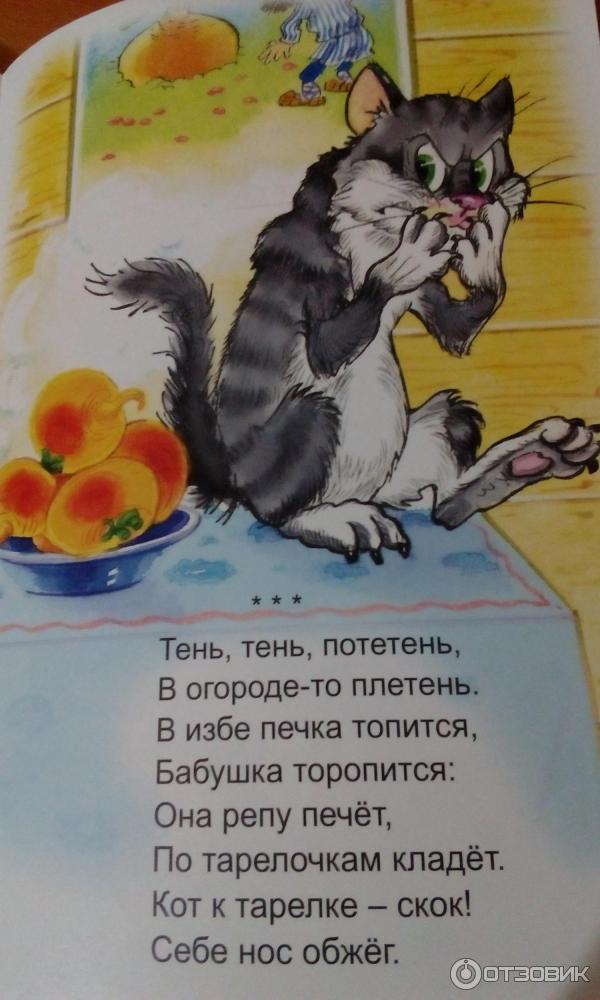 * * *
Тень, тень, потетень,
В огороде-то плетень.
В избе печка топится,
Бабушка торопится:
Она репу печёт,
По тарелочкам кладёт.
Кот к тарелке – скок!
Себе нос обжёг.
ОТЗОВИК